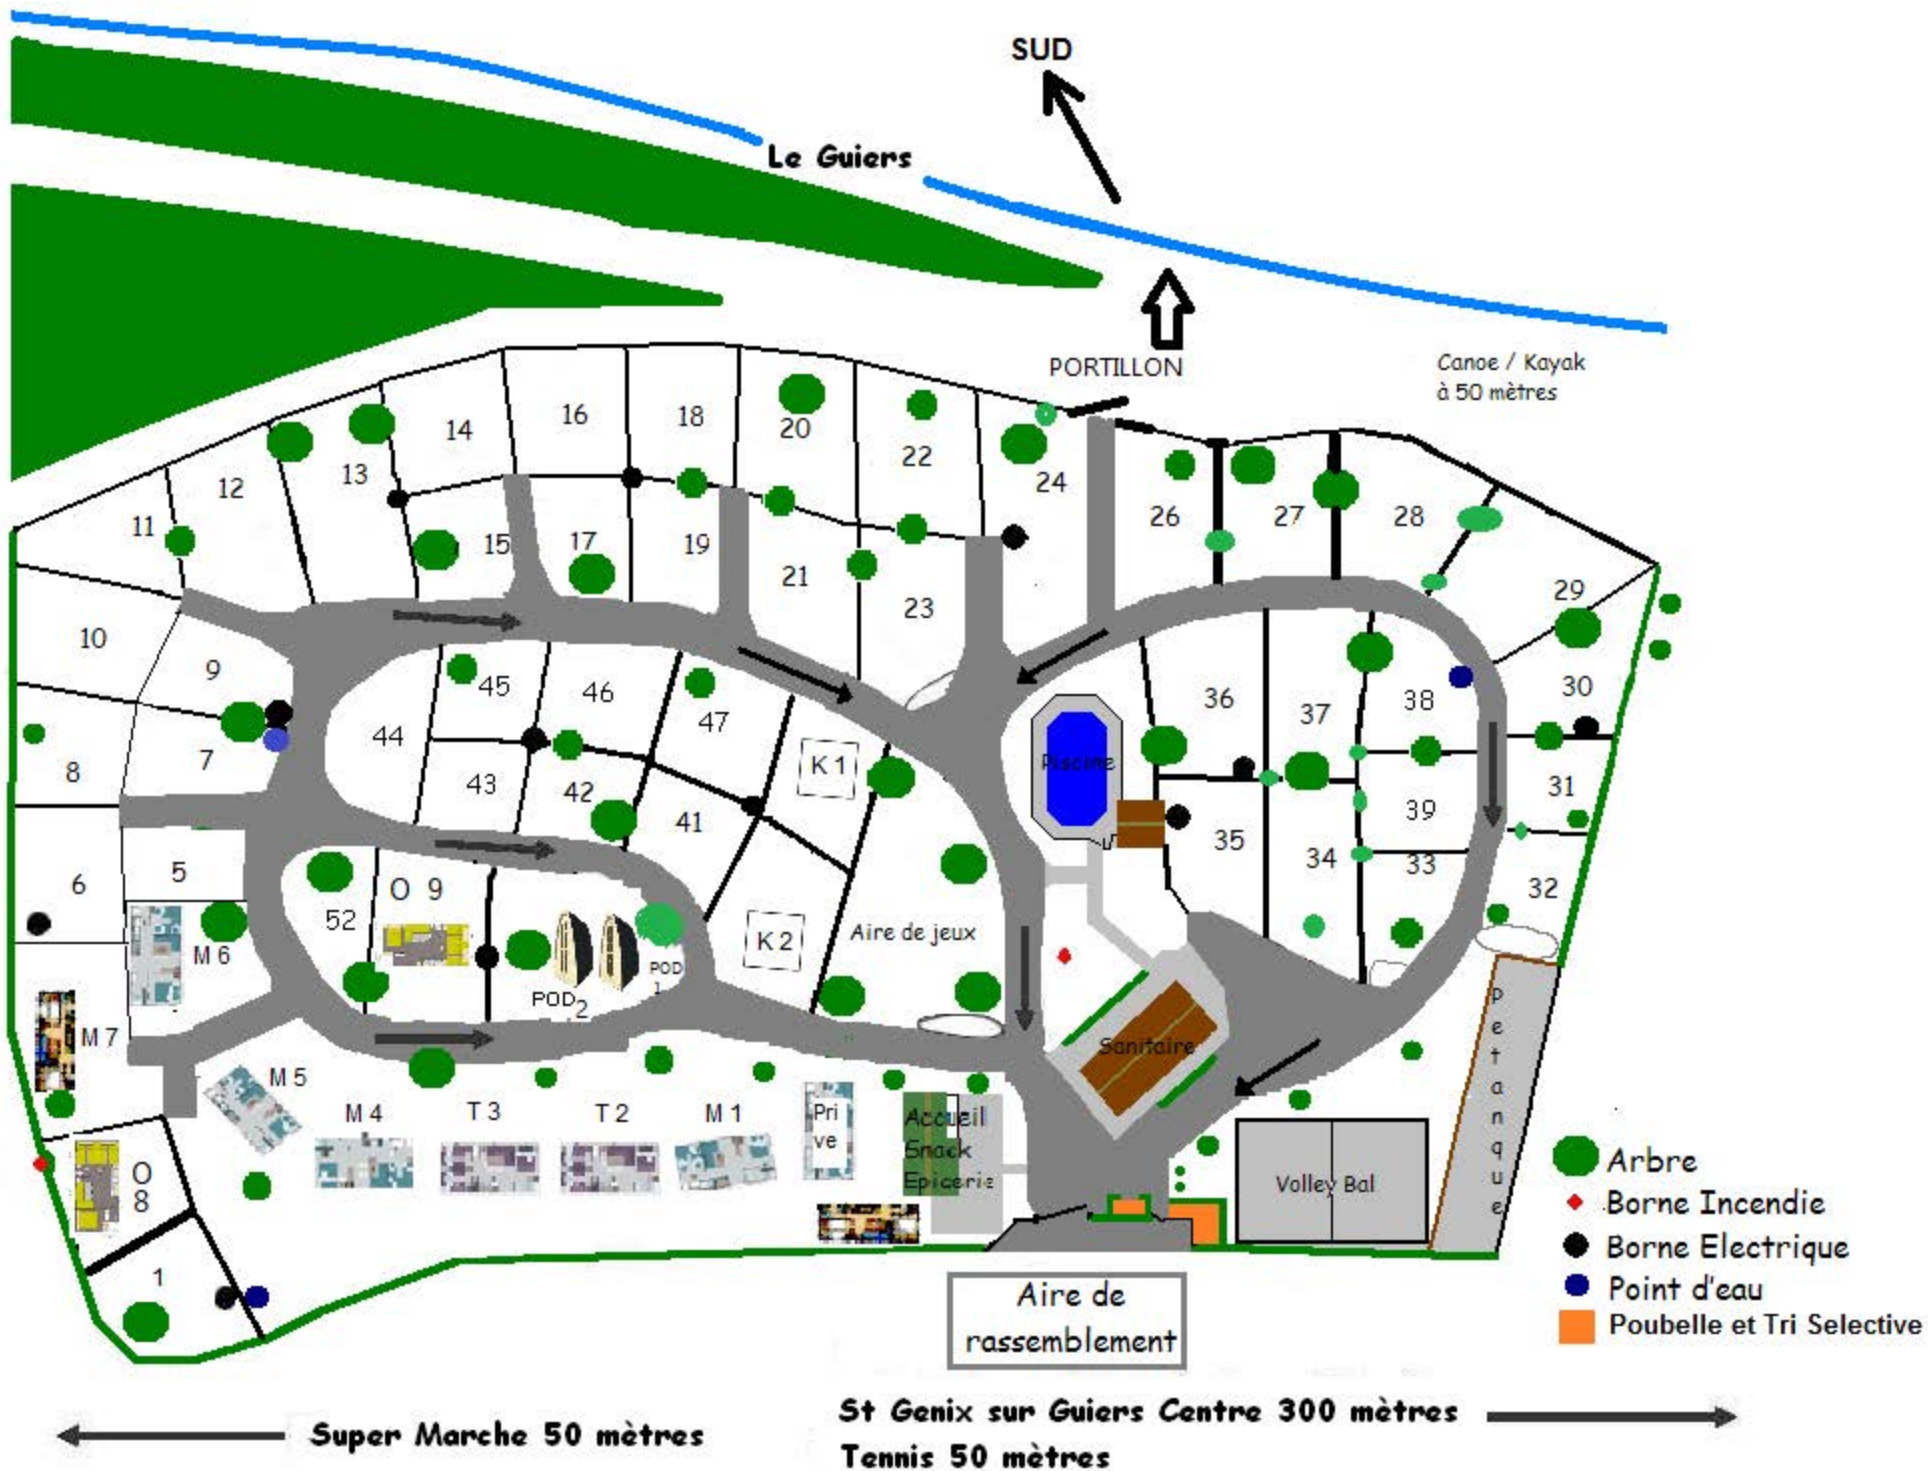 SUD
Le Guiers
PORTILLON
Canoe / Kayak
à 50 mètres
11
12
13
14
16
18
20
22
24
26
27
28
29
15
17
19
21
23
10
9
8
7
44
45
46
47
K 1
43
42
41
K 2
36
37
38
30
31
35
34
39
33
32
Piscine
6
5
M 6
M 7
52
O 9
POD 2
POD
1
Aire de jeux
Sanitaire
Petanque
M 5
M 4
T 3
T 2
M 1
Pri
ve
Accueil
Snack
Epicerie
Volley Bal
O
8
1
Arbre
Borne Incendie
Borne Electrique
Point d'eau
Poubelle et Tri Selective
Aire de
rassemblement
Super Marche 50 mètres
St Genix sur Guiers Centre 300 mètres
Tennis 50 mètres